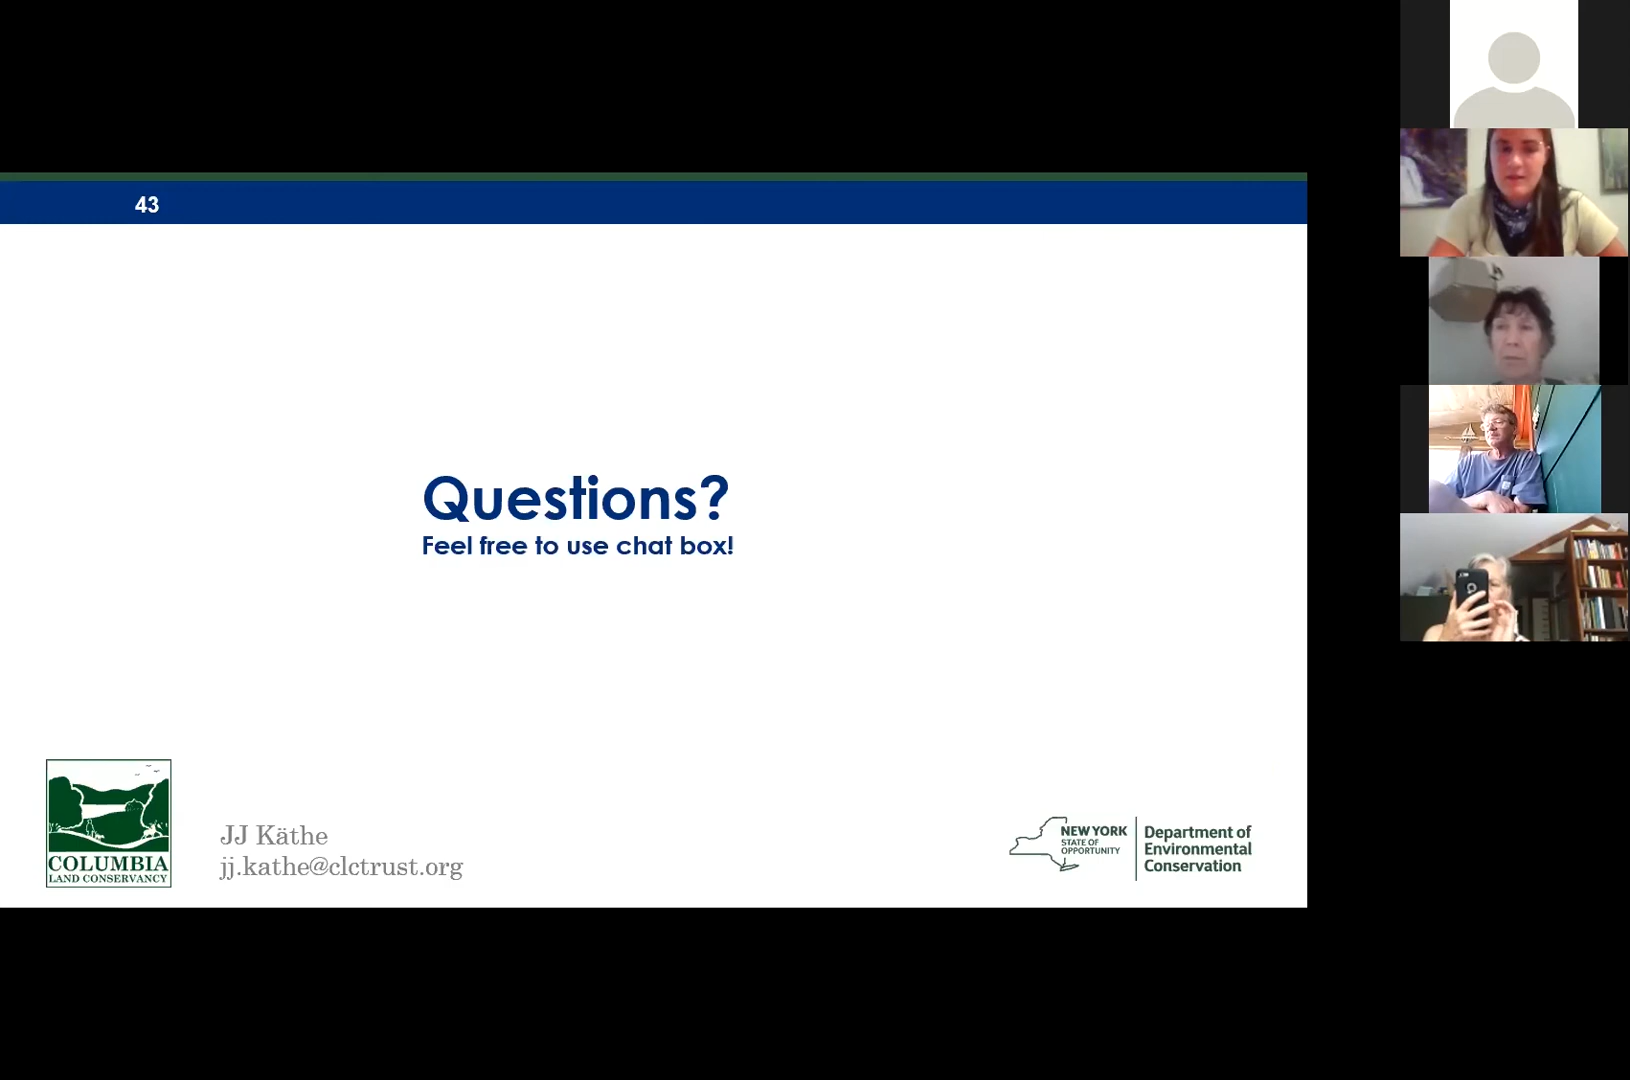 43
Questions?
Feel free to use chat box!
COLUMBIA
LAND CONSERVANCY
JJ Käthe
jj.kathe@clctrust.org
NEW YORK
STATE OF
OPPORTUNITY
Department of
Environmental
Conservation